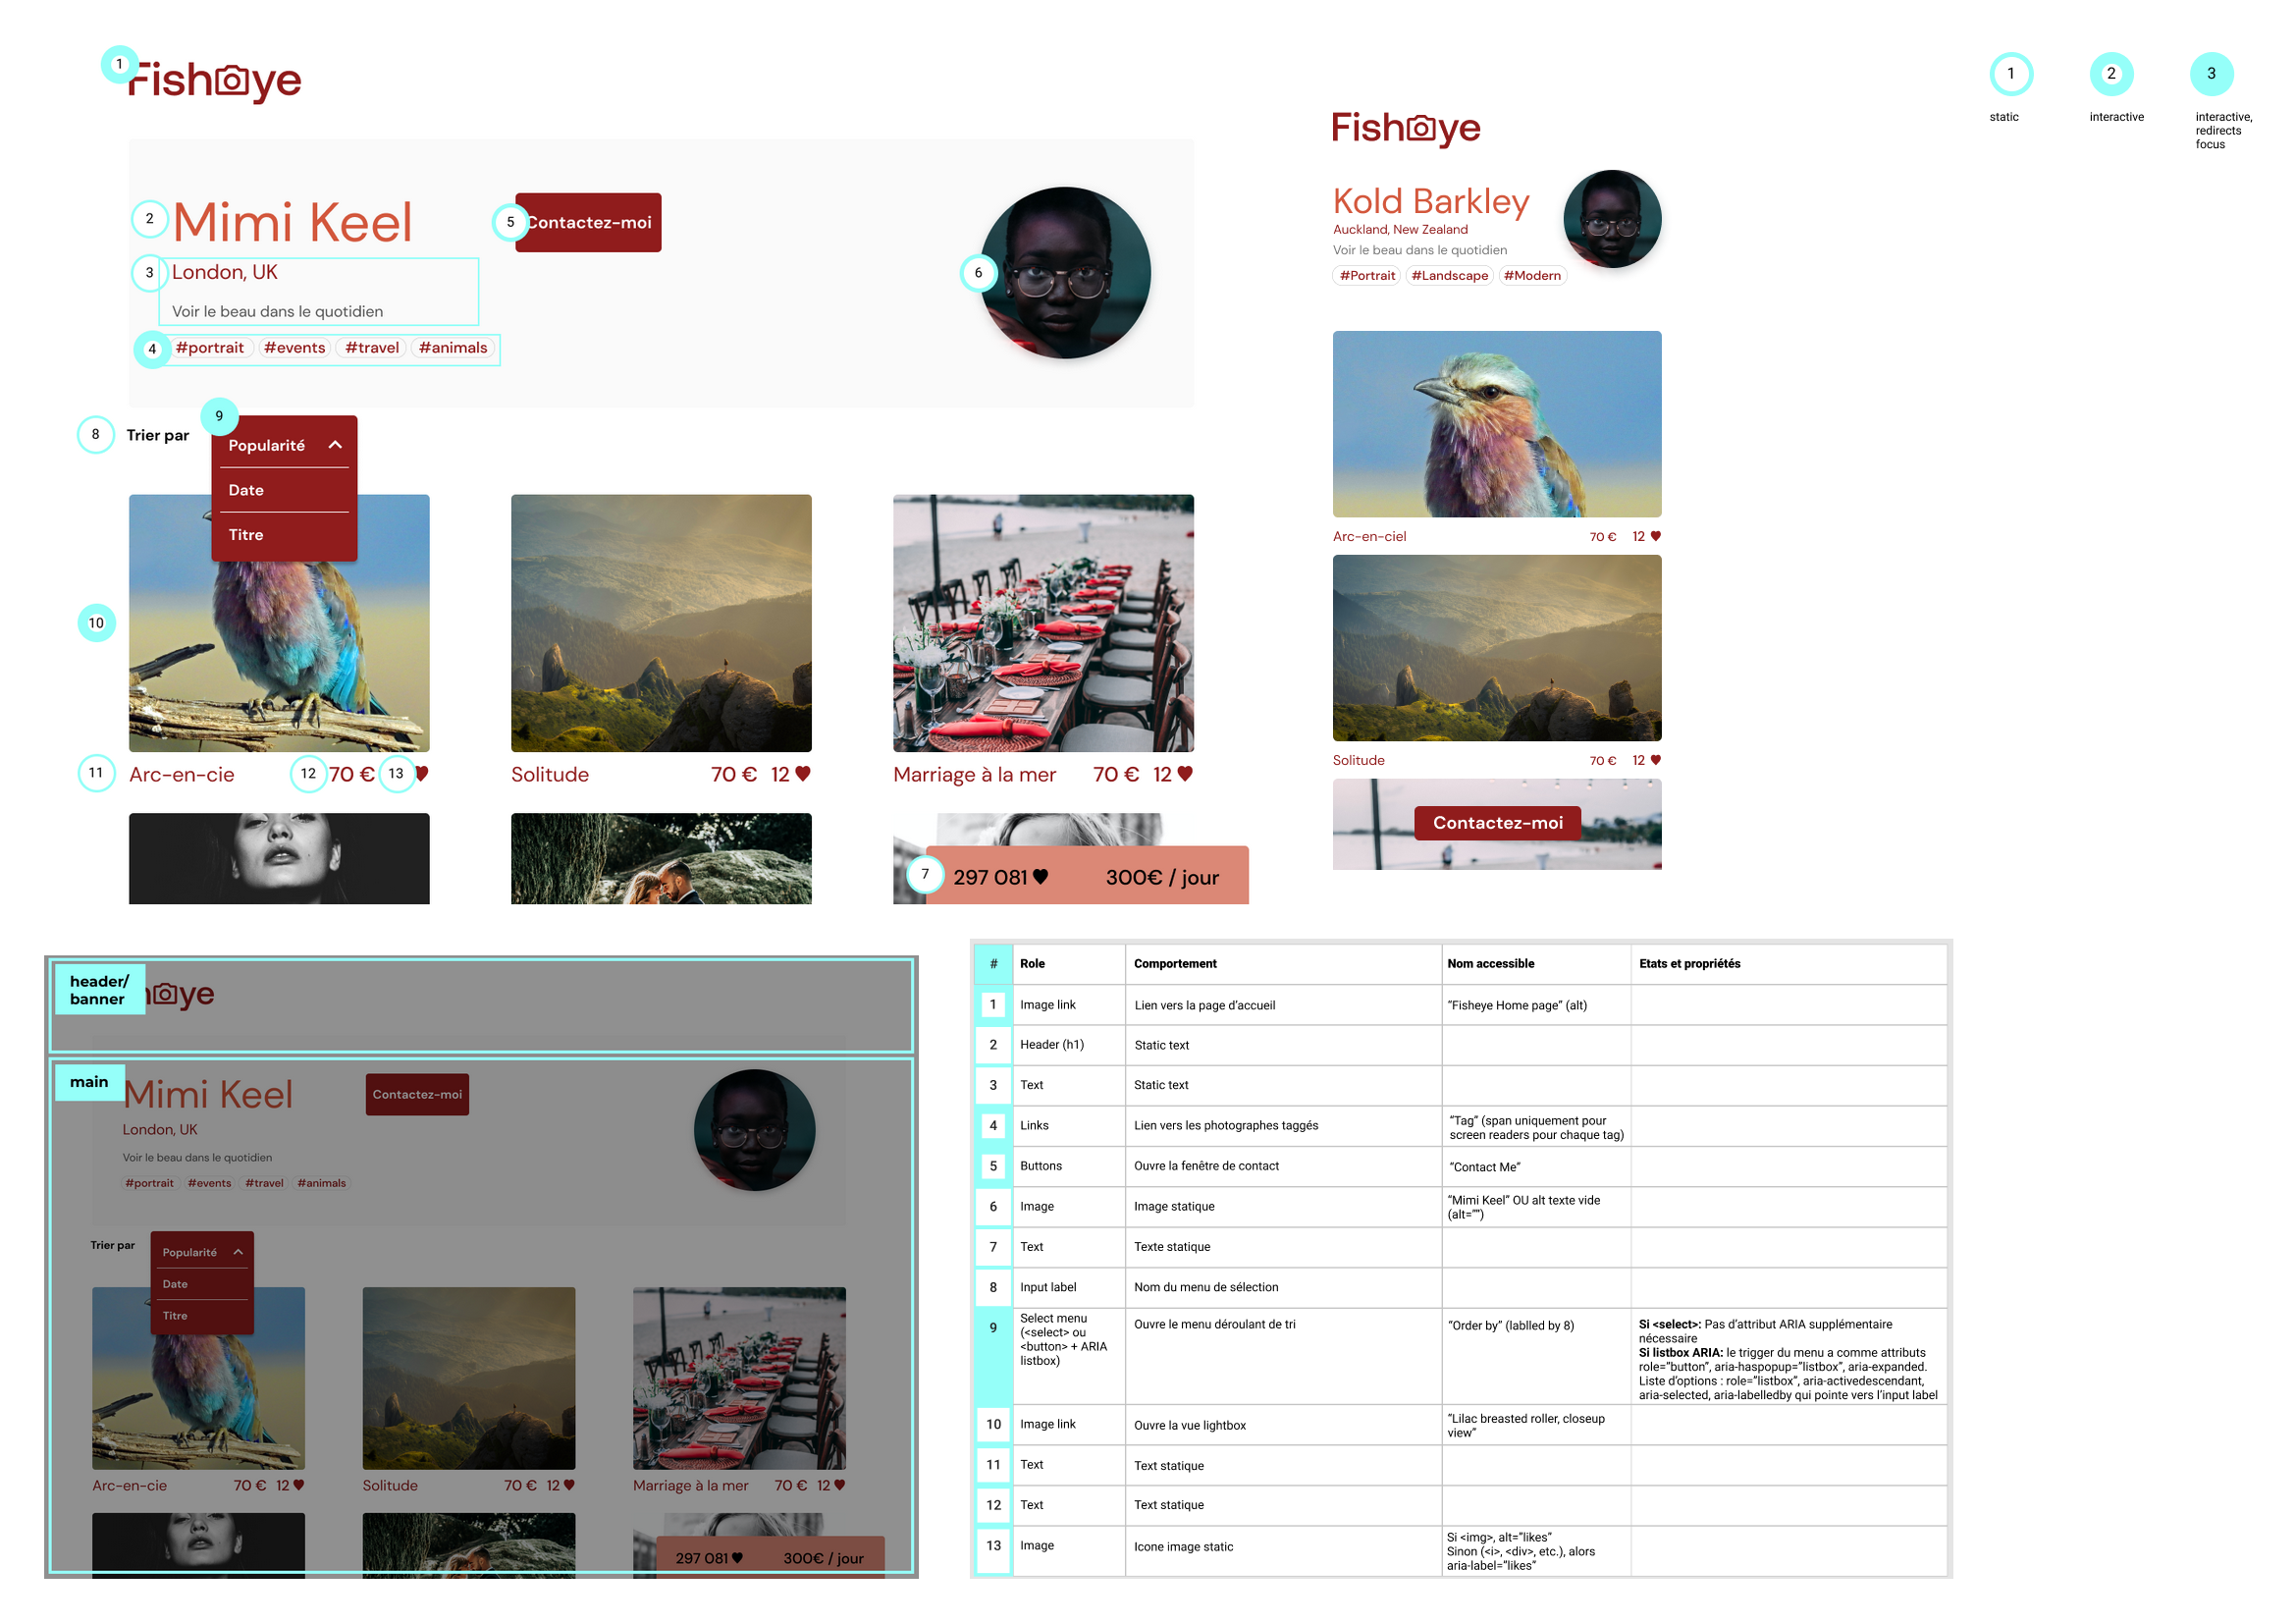 1
Fisheye
2
Mimi Keel
5
Contactez-moi
3
London, UK
Voir le beau dans le quotidien
4
#portrait #events #travel #animals
6
8
Trier par
9
Popularité
Date
Titre
10
11
Arc-en-cie
12
70 €
13
Solitude
70 € 12
Marriage à la mer
70 € 12
7
297 081
300€ / jour
Fisheye
Kold Barkley
Auckland, New Zealand
Voir le beau dans le quotidien
#Portrait #Landscape #Modern
Arc-en-ciel
70 € 12
Solitude
70 € 12
Contactez-moi
1
static
2
interactive
3
interactive,
redirects
focus
header/
banner
main
Mimi Keel
Contactez-moi
London, UK
Voir le beau dans le quotidien
#portrait #events #travel #animals
Trier par
Popularité
Date
Titre
Arc-en-cie
70 € 12
Solitude
70 € 12
Marriage à la mer
70 € 12
297 081
300€ / jour
# Role Comportement Nom accessible Etats et propriétés
1 Image link Lien vers la page d’accueil “Fisheye Home page” (alt)
2 Header (h1) Static text
3 Text Static text
4 Links Lien vers les photographes taggés “Tag” (span uniquement pour
screen readers pour chaque tag)
5 Buttons Ouvre la fenêtre de contact “Contact Me”
6 Image Image statique “Mimi Keel” OU alt texte vide
(alt=””)
7 Text Texte statique
8 Input label Nom du menu de sélection
9 Select menu
(<select> ou
<button> + ARIA
listbox)
Ouvre le menu déroulant de tri
“Order by” (lablled by 8)
Si <select>: Pas d’attribut ARIA supplémentaire
nécessaire
Si listbox ARIA: le trigger du menu a comme attributs
role=”button”, aria-haspopup=”listbox”, aria-expanded.
Liste d’options : role=”listbox”, aria-activedescendant,
aria-selected, aria-labelledby qui pointe vers l’input label
10 Image link Ouvre la vue lightbox “Lilac breasted roller, closeup
view”
11 Text Text statique
12 Text Text statique
13 Image Icone image static
Si <img>, alt=”likes”
Sinon (<i>, <div>, etc.), alors
aria-label=”likes”